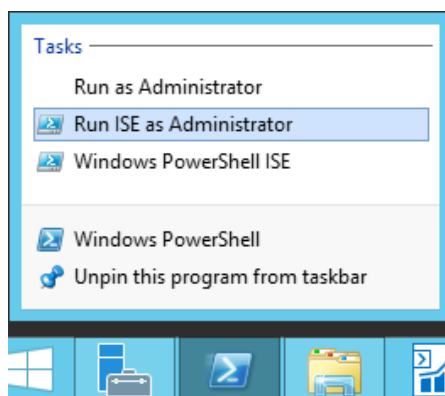 Tasks
Run as Administrator
Run ISE as Administrator
Windows PowerShell ISE
Windows PowerShell
Unpin this program from taskbar